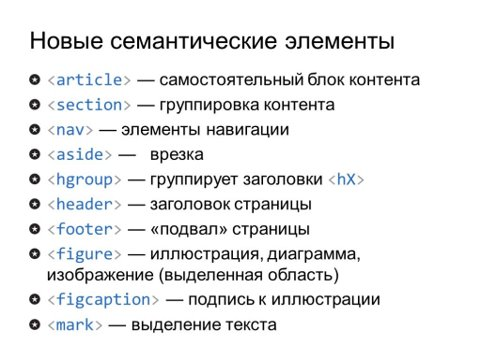 Новые семантические элементы
<article> — самостоятельный блок контента
<section> — группировка контента
<nav> — элементы навигации
<aside> — врезка
<hgroup> — группирует заголовки <hX>
<header> — заголовок страницы
<footer> — «подвал» страницы
<figure> — иллюстрация, диаграмма,
изображение (выделенная область)
<figcaption> — подпись к иллюстрации
<mark> — выделение текста